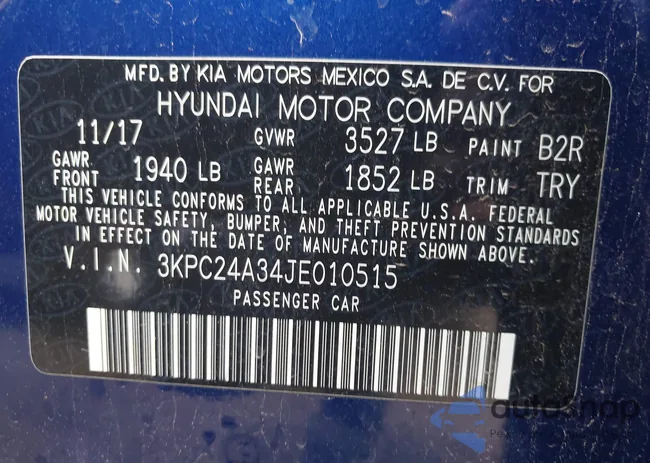 MFD. BY KIA MOTORS MEXICO S.A. DE C.V. FOR
HYUNDAI MOTOR COMPANY
11/17 GVWR 3527 LB PAINT B2R
GAWR FRONT 1940 LB GAWR REAR 1852 LB TRIM TRY
THIS VEHICLE CONFORMS TO ALL APPLICABLE U.S.A. FEDERAL
MOTOR VEHICLE SAFETY, BUMPER, AND THEFT PREVENTION STANDARDS
IN EFFECT ON THE DATE OF MANUFACTURE SHOWN ABOVE.
V.I.N. 3KPC24A34JE010515
PASSENGER CAR
autosnap